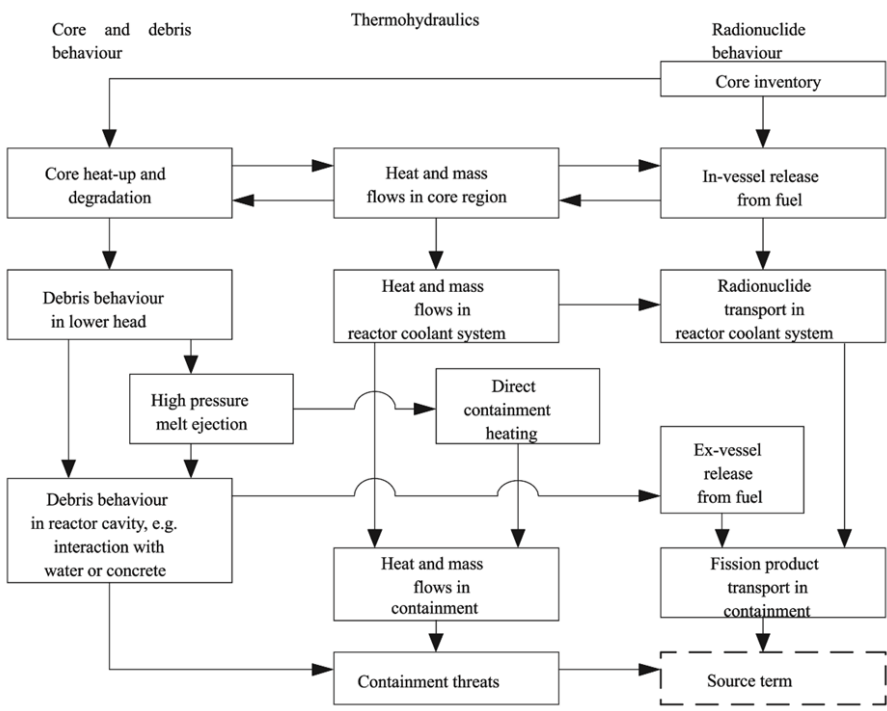 Core and debris
behaviour
Thermohydraulics
Radionuclide
behaviour
Core inventory
Core heat-up and
degradation
Heat and mass
flows in core region
In-vessel release
from fuel
Debris behaviour
in lower head
Heat and mass
flows in
reactor coolant system
Radionuclide
transport in
reactor coolant system
High pressure
melt ejection
Direct
containment
heating
Ex-vessel
release
from fuel
Debris behaviour
in reactor cavity, e.g.
interaction with
water or concrete
Heat and mass
flows in
containment
Fission product
transport in
containment
Containment threats
Source term